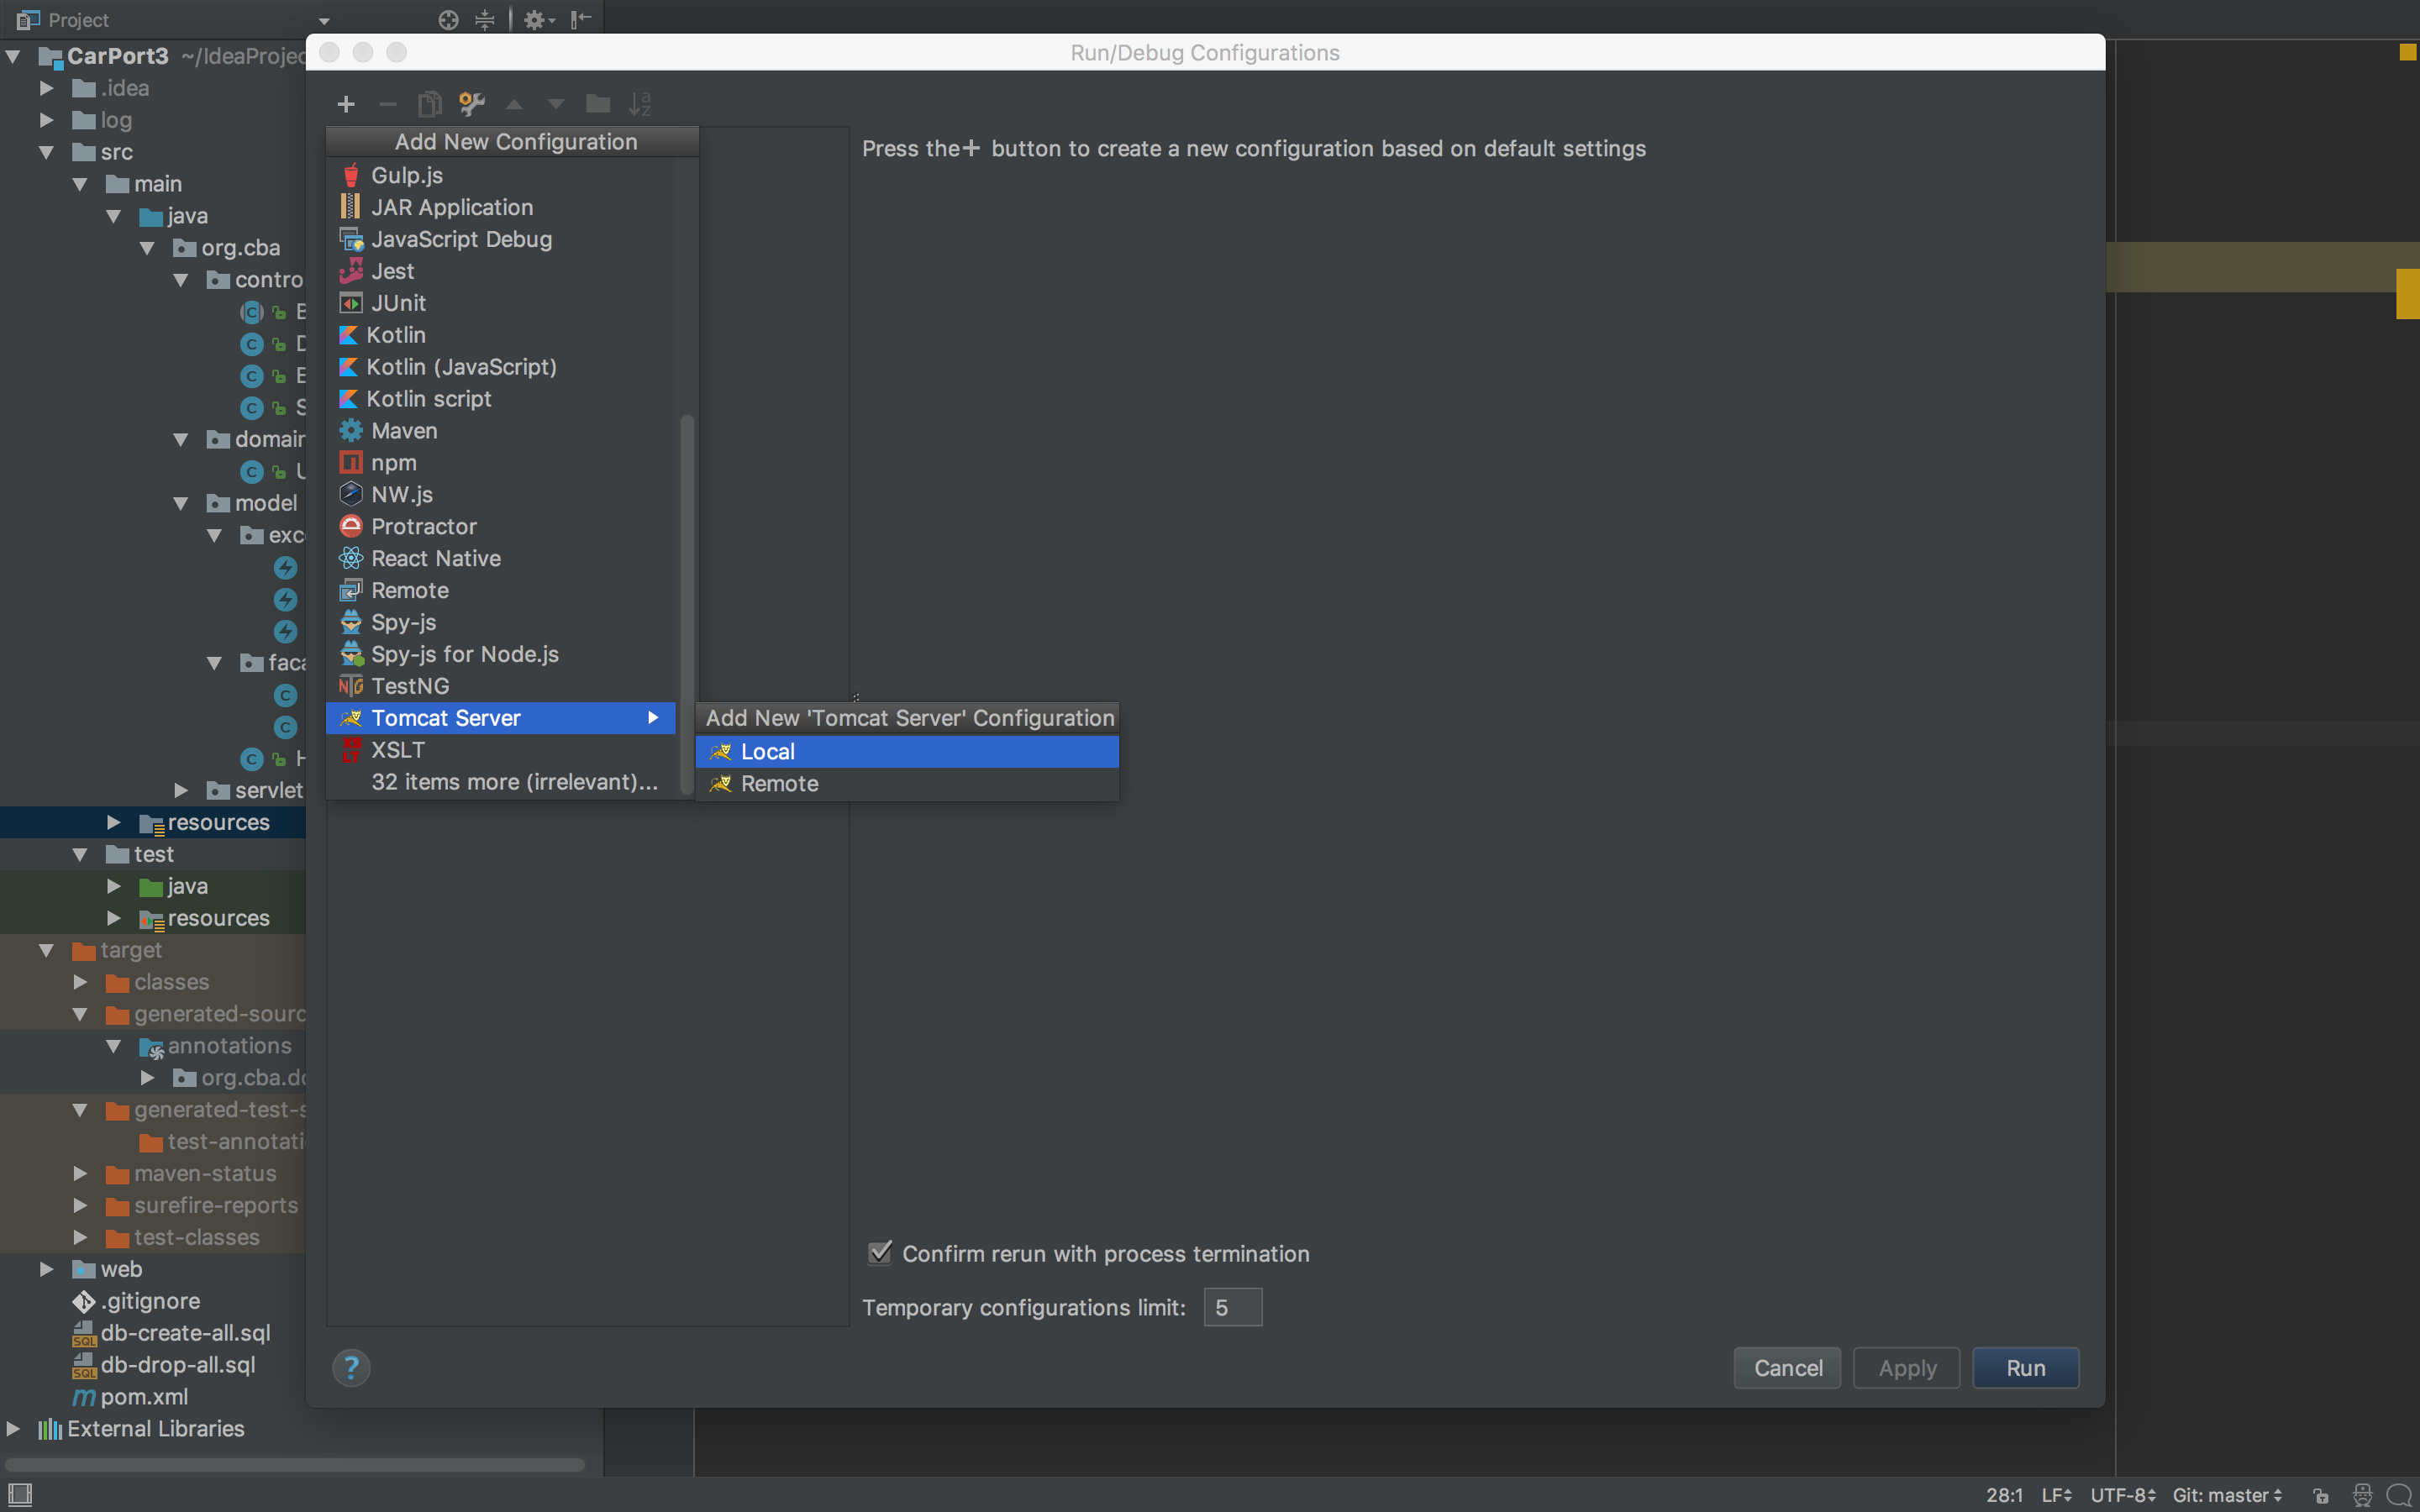 Project
CarPort3 ~/IdeaProjec
.idea
log
src
main
java
org.cba
contro
B
D
E
S
domair
U
model
exc
faca
H
servlet
resources
test
java
resources
target
classes
generated-sourc
annotations
org.cba.do
generated-test-s
test-annotati
maven-status
surefire-reports
test-classes
web
.gitignore
db-create-all.sql
db-drop-all.sql
pom.xml
External Libraries
Run/Debug Configurations
Add New Configuration
Gulp.js
JAR Application
JavaScript Debug
Jest
JUnit
Kotlin
Kotlin (JavaScript)
Kotlin script
Maven
npm
NW.js
Protractor
React Native
Remote
Spy-js
Spy-js for Node.js
TestNG
Tomcat Server
XSLT
32 items more (irrelevant)...
Add New 'Tomcat Server' Configuration
Local
Remote
Press the + button to create a new configuration based on default settings
Confirm rerun with process termination
Temporary configurations limit: 5
? Cancel Apply Run
28:1 LF UTF-8 Git: master